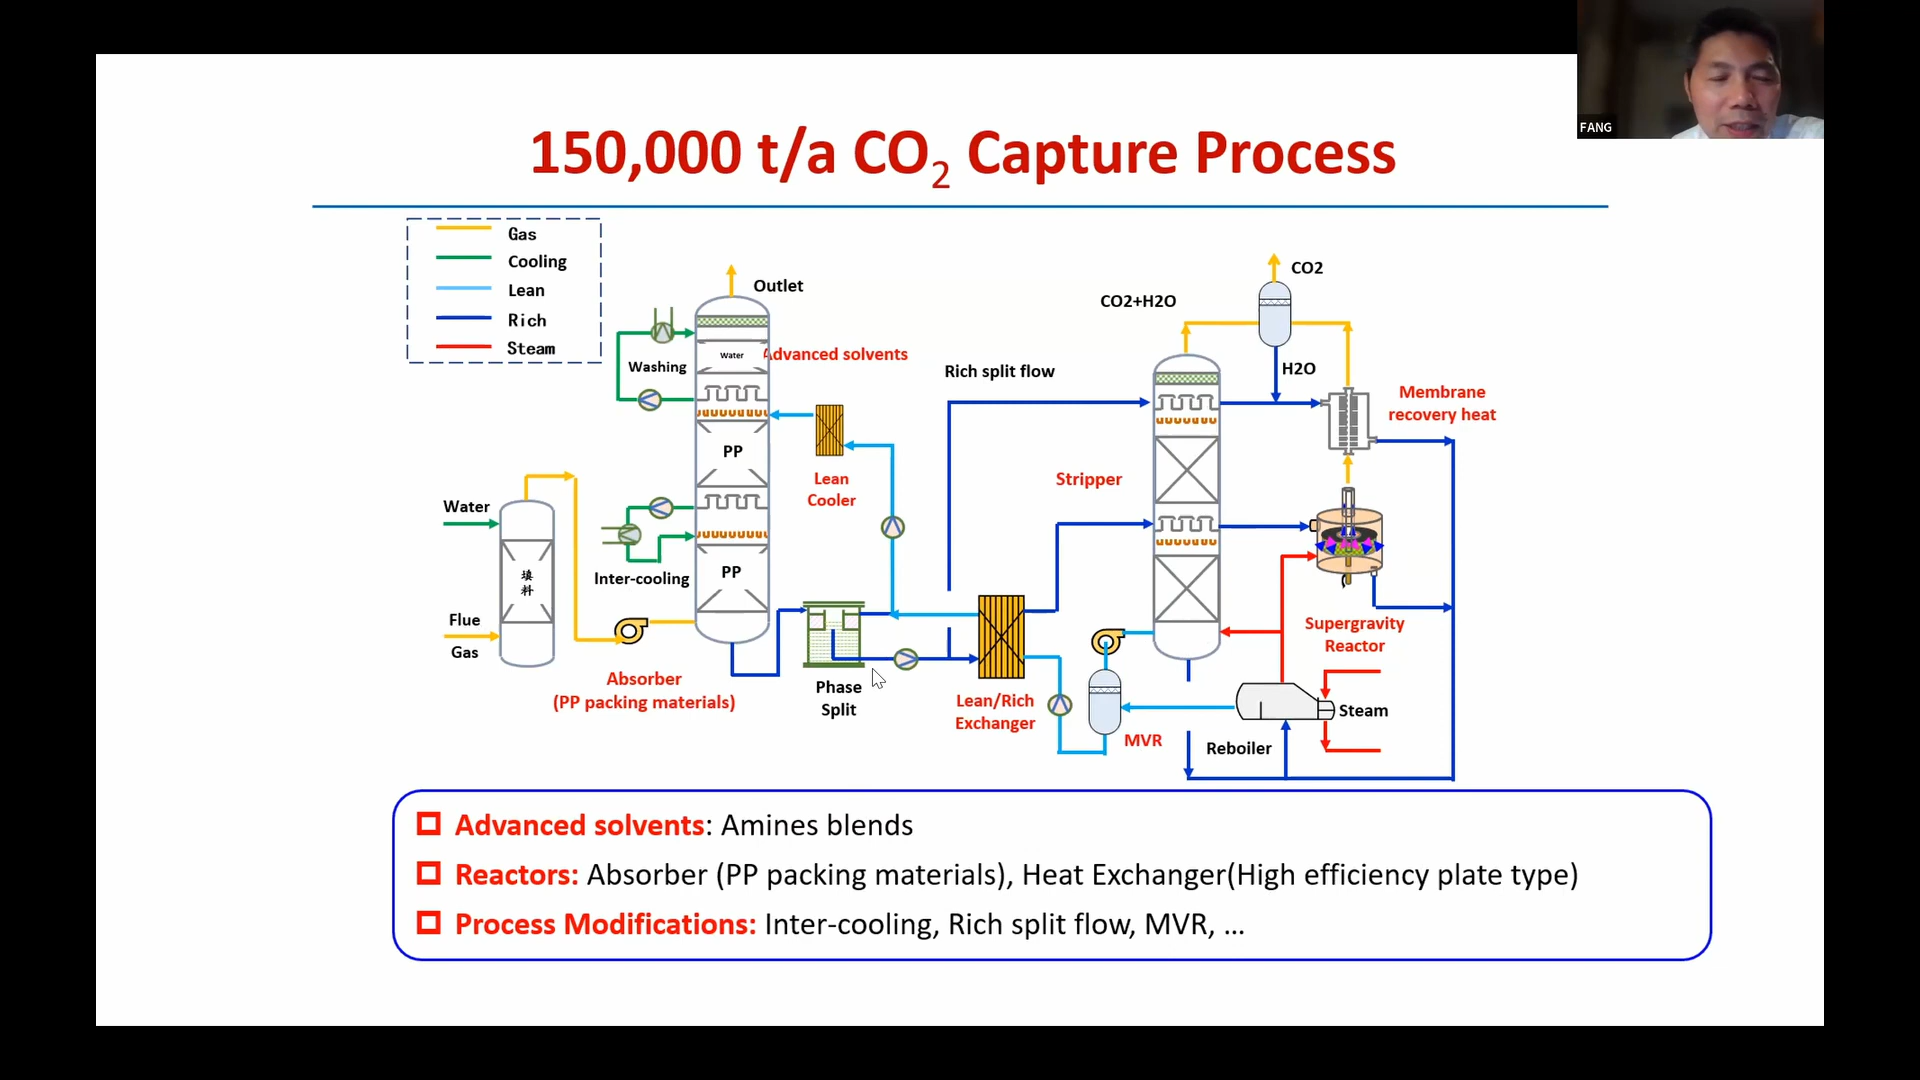 FANG
150,000 t/a CO2 Capture Process
Gas
Cooling
Lean
Rich
Steam
Outlet
Water
Advanced solvents
Washing
PP
Lean
Cooler
Inter-cooling
PP
Water
填
料
Flue
Gas
Absorber
(PP packing materials)
Phase
Split
Rich split flow
CO2+H2O
CO2
H2O
Membrane
recovery heat
Stripper
Supergravity
Reactor
Lean/Rich
Exchanger
MVR
Reboiler
Steam
Advanced solvents: Amines blends
Reactors: Absorber (PP packing materials), Heat Exchanger(High efficiency plate type)
Process Modifications: Inter-cooling, Rich split flow, MVR, ...